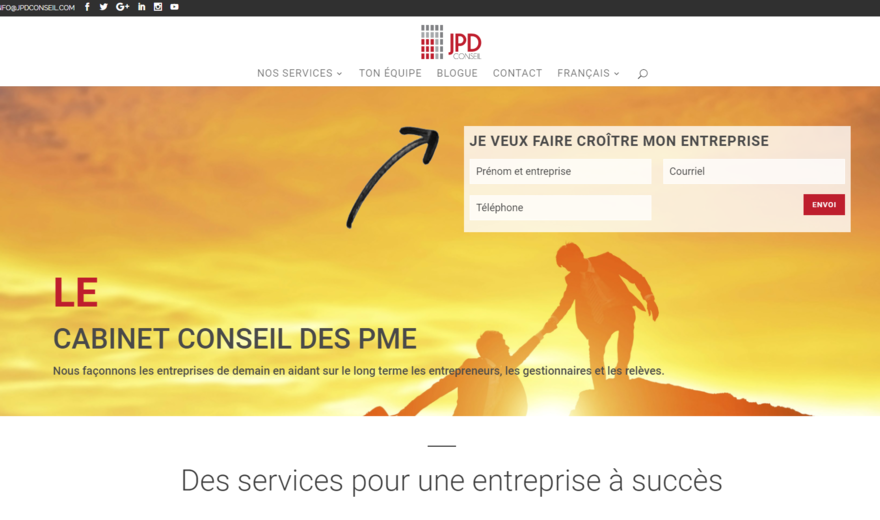 NFO@JPDCONSEIL.COM
JPD
CONSEIL
NOS SERVICES TON ÉQUIPE BLOGUE CONTACT FRANÇAIS
JE VEUX FAIRE CROÎTRE MON ENTREPRISE
Prénom et entreprise Courriel
Téléphone ENVOI
LE
CABINET CONSEIL DES PME
Nous façonnons les entreprises de demain en aidant sur le long terme les entrepreneurs, les gestionnaires et les relèves.
Des services pour une entreprise à succès